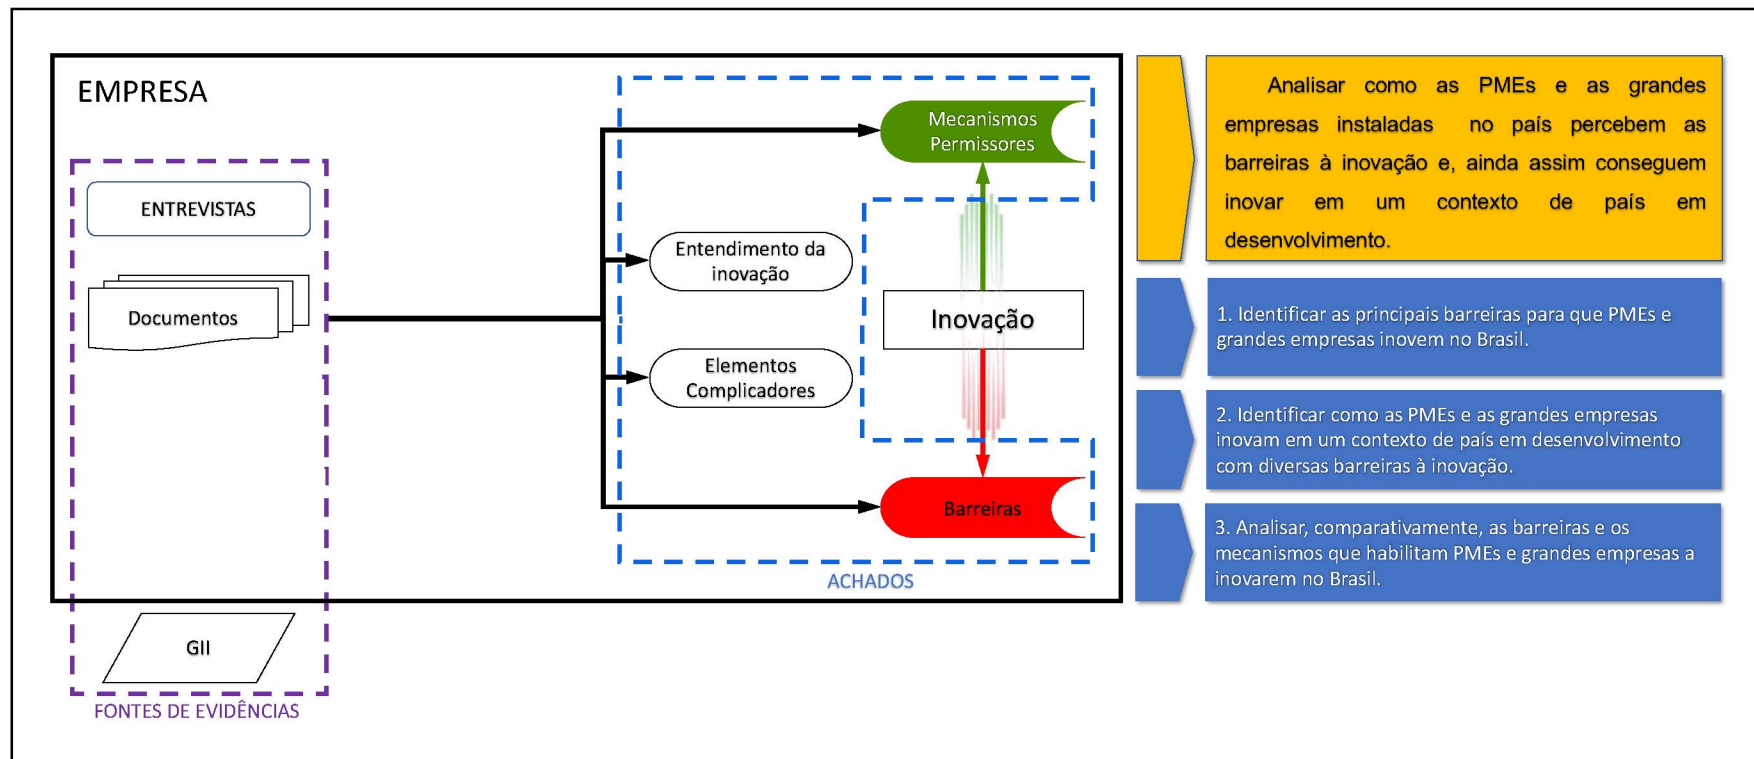 EMPRESA
ENTREVISTAS
Documentos
GII
FONTES DE EVIDÊNCIAS
Mecanismos
Permissores
Entendimento da
inovação
Inovação
Elementos
Complicadores
Barreiras
ACHADOS
Analisar como as PMEs e as grandes
empresas instaladas no país percebem as
barreiras à inovação e, ainda assim conseguem
inovar em um contexto de país em
desenvolvimento.
1. Identificar as principais barreiras para que PMEs e
grandes empresas inovem no Brasil.
2. Identificar como as PMEs e as grandes empresas
inovam em um contexto de país em desenvolvimento
com diversas barreiras à inovação.
3. Analisar, comparativamente, as barreiras e os
mecanismos que habilitam PMEs e grandes empresas a
inovarem no Brasil.